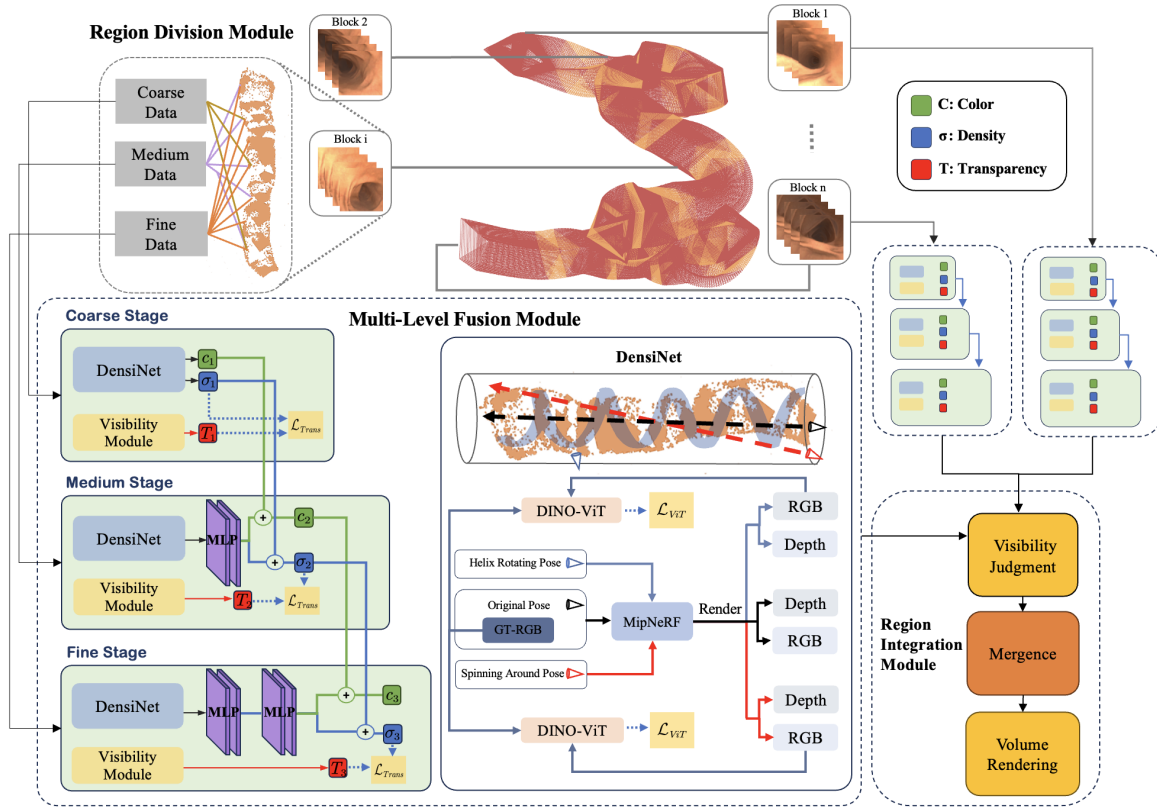 Region Division Module
Block 2
Block 1
Coarse
Data
Medium
Data
Fine
Data
Block i
Block n
C: Color
σ: Density
T: Transparency
Multi-Level Fusion Module
Coarse Stage
DensiNet
c1
σ1
Visibility
Module
T1
ℒTrans
Medium Stage
DensiNet
MLP
+
c2
+
σ2
Visibility
Module
T2
ℒTrans
Fine Stage
DensiNet
MLP
MLP
+
c3
+
σ3
Visibility
Module
T3
ℒTrans
DensiNet
DINO-ViT
ℒViT
RGB
Depth
Helix Rotating Pose
Original Pose
GT-RGB
MipNeRF
Render
Depth
RGB
Spinning Around Pose
Depth
RGB
DINO-ViT
ℒViT
Region
Integration
Module
Visibility
Judgment
Mergence
Volume
Rendering